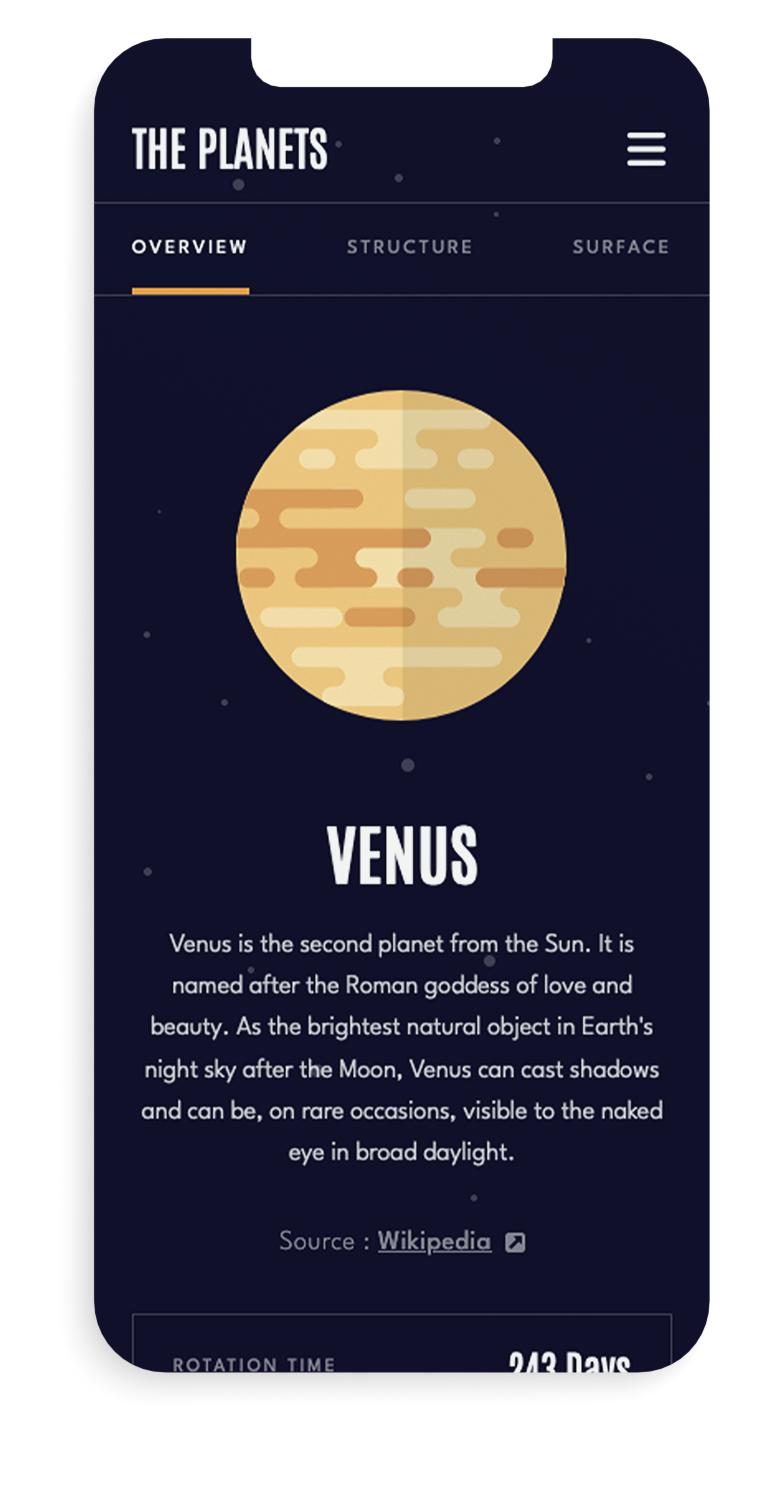 THE PLANETS
OVERVIEW STRUCTURE SURFACE
VENUS
Venus is the second planet from the Sun. It is
named after the Roman goddess of love and
beauty. As the brightest natural object in Earth's
night sky after the Moon, Venus can cast shadows
and can be, on rare occasions, visible to the naked
eye in broad daylight.
Source : Wikipedia
ROTATION TIME 243 Days